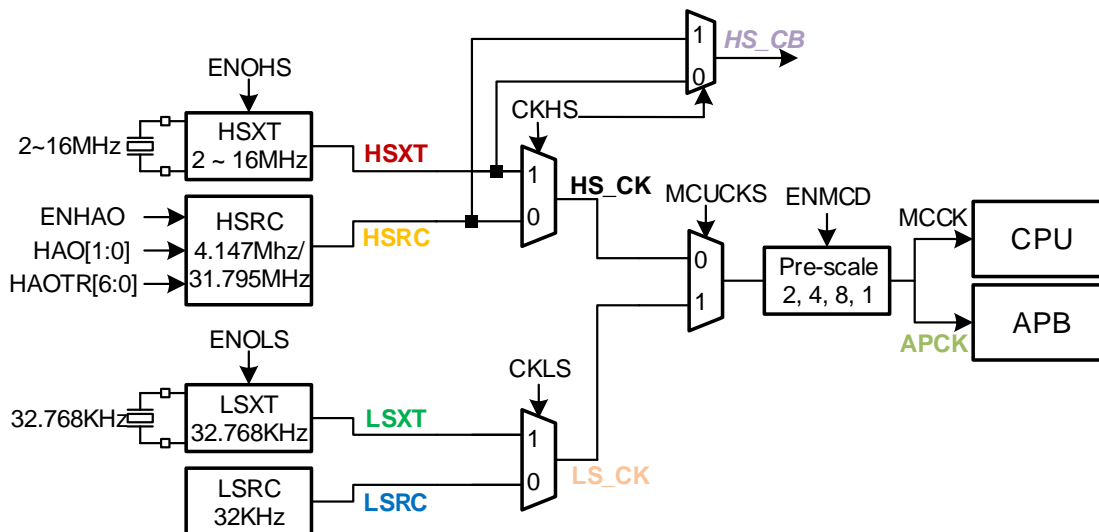 ENOHS
2~16MHz
HSXT
2 ~ 16MHz
HSXT
ENHAO
HAO[1:0]
HAOTR[6:0]
HSRC
4.147Mhz/
31.795MHz
HSRC
CKHS
1
0
HS_CK
1
0
HS_CB
MCUCKS
0
1
ENMCD
Pre-scale
2, 4, 8, 1
MCCK
CPU
APCK
APB
ENOLS
32.768KHz
LSXT
32.768KHz
LSXT
LSRC
32KHz
LSRC
CKLS
1
0
LS_CK